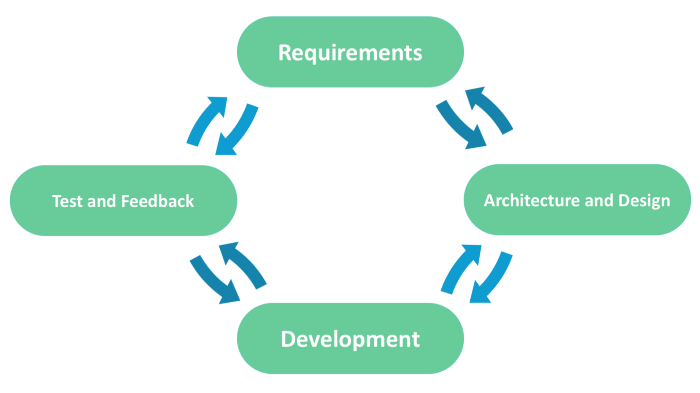 Requirements
Test and Feedback
Architecture and Design
Development